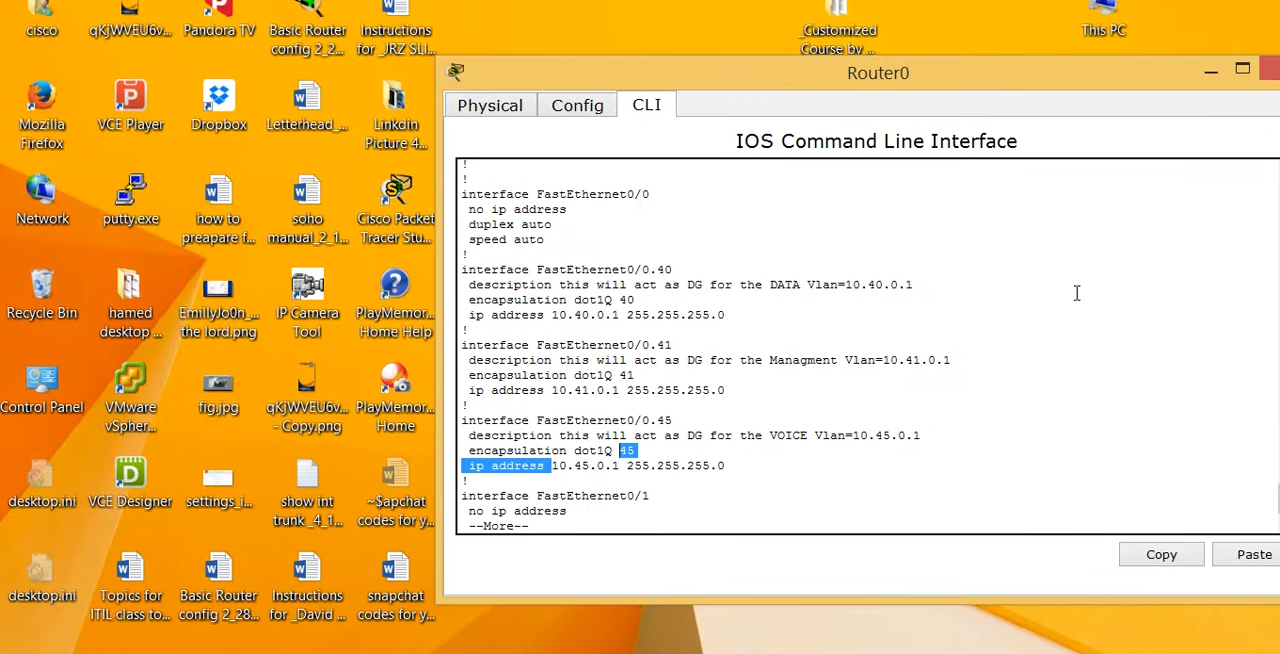 cisco
qKjWVEU6v...
Pandora TV
Basic Router
config 2_2...
Instructions
for _JRZ SLI...
_Customized
Course by ...
This PC
Mozilla
Firefox
VCE Player
Dropbox
Letterhead_...
Linkdin
Picture 4...
Network
putty.exe
how to
preapare f...
soho
manual_2_1...
Cisco Packet
Tracer Stu...
Recycle Bin
hamed
desktop ...
EmillyJo0n_...
the lord.png
IP Camera
Tool
PlayMemor...
Home Help
Control Panel
VMware
vSpher...
fig.jpg
qKjWVEU6v...
- Copy.png
PlayMemor...
Home
desktop.ini
VCE Designer
settings_i...
show int
trunk _4_1...
~$apchat
codes for y...
desktop.ini
Topics for
ITIL class to...
Basic Router
config 2_28...
Instructions
for _David ...
snapchat
codes for y...
Router0
Physical
Config
CLI
IOS Command Line Interface
!
!
interface FastEthernet0/0
no ip address
duplex auto
speed auto
!
interface FastEthernet0/0.40
description this will act as DG for the DATA Vlan=10.40.0.1
encapsulation dot1Q 40
ip address 10.40.0.1 255.255.255.0
!
interface FastEthernet0/0.41
description this will act as DG for the Managment Vlan=10.41.0.1
encapsulation dot1Q 41
ip address 10.41.0.1 255.255.255.0
!
interface FastEthernet0/0.45
description this will act as DG for the VOICE Vlan=10.45.0.1
encapsulation dot1Q 45
ip address 10.45.0.1 255.255.255.0
!
interface FastEthernet0/1
no ip address
--More--
Copy
Paste